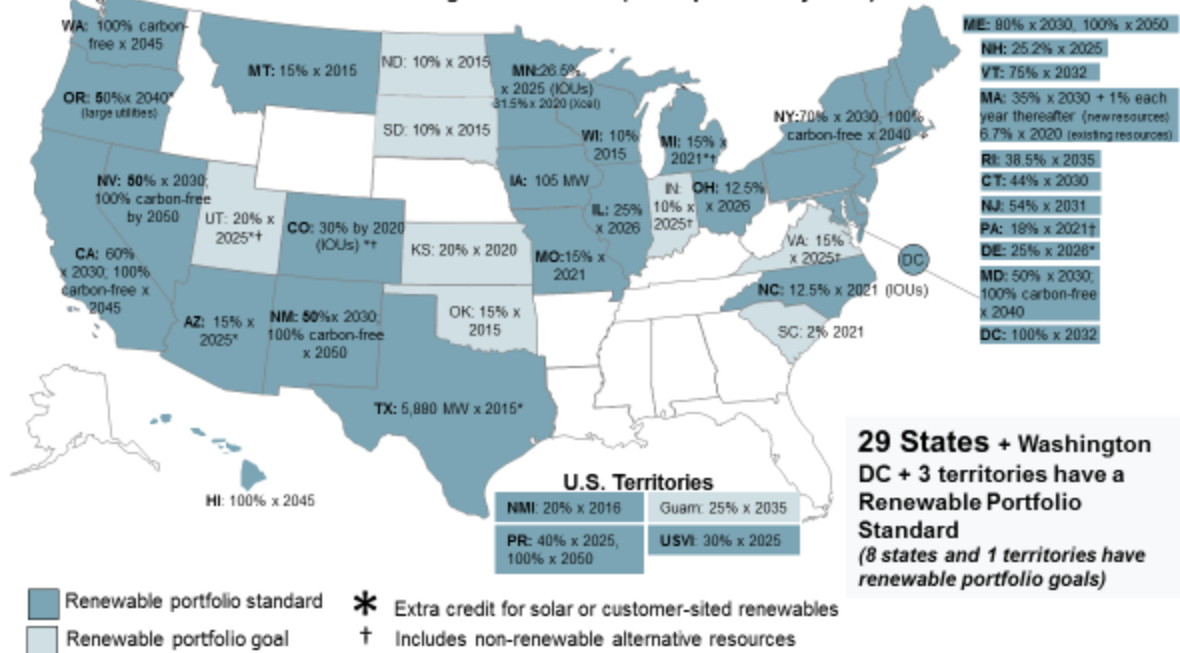 WA: 100% carbon-
free x 2045
OR: 50%x 2040*
(large utilities)
MT: 15% x 2015
ND: 10% x 2015
SD: 10% x 2015
MN:26.5%
x 2025 (IOUs)
31.5% x 2020 (Xcel)
WI: 10%
2015
MI: 15% x
2021*†
NY:70% x 2030, 100%
carbon-free x 2040
NV: 50% x 2030;
100% carbon-free
by 2050
UT: 20% x
2025*†
CO: 30% by 2020
(IOUs) *†
KS: 20% x 2020
IA: 105 MW
IL: 25%
x 2026
IN:
10% x
2025†
OH: 12.5%
x 2026
MO:15% x
2021
VA: 15%
x 2025†
DC
CA: 60%
x 2030; 100%
carbon-free x
2045
AZ: 15% x
2025*
NM: 50%x 2030;
100% carbon-free
x 2050
OK: 15% x
2015
NC: 12.5% x 2021 (IOUs)
SC: 2% 2021
TX: 5,880 MW x 2015*
HI: 100% x 2045
ME: 80% x 2030, 100% x 2050
NH: 25.2% x 2025
VT: 75% x 2032
MA: 35% x 2030 + 1% each
year thereafter (new resources)
6.7% x 2020 (existing resources)
RI: 38.5% x 2035
CT: 44% x 2030
NJ: 54% x 2031
PA: 18% x 2021†
DE: 25% x 2026*
MD: 50% x 2030;
100% carbon-free
x 2040
DC: 100% x 2032
U.S. Territories
NMI: 20% x 2016
Guam: 25% x 2035
PR: 40% x 2025,
100% x 2050
USVI: 30% x 2025
29 States + Washington
DC + 3 territories have a
Renewable Portfolio
Standard
(8 states and 1 territories have
renewable portfolio goals)
Renewable portfolio standard
Renewable portfolio goal
* Extra credit for solar or customer-sited renewables
† Includes non-renewable alternative resources